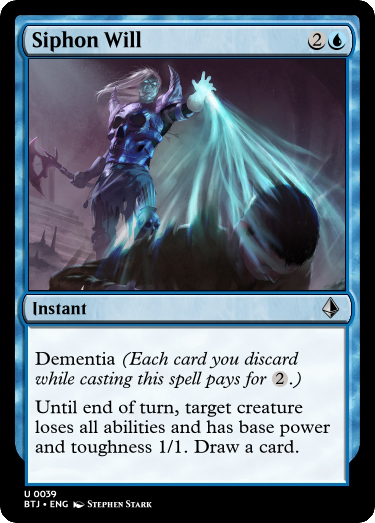 Siphon Will 2
Instant
Dementia (Each card you discard
while casting this spell pays for 2.)
Until end of turn, target creature
loses all abilities and has base power
and toughness 1/1. Draw a card.
U 0039
BTJ • ENG Stephen Stark